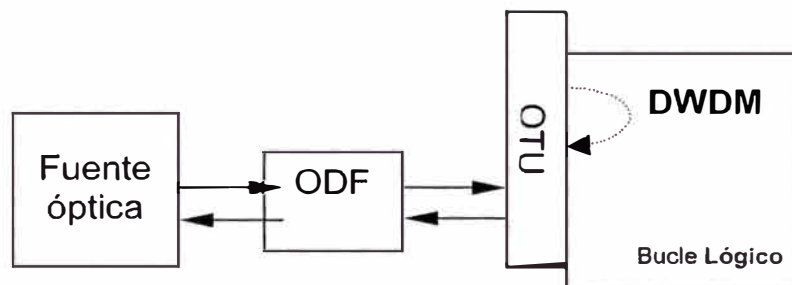 Fuente
óptica
ODF
OTU
DWDM
Bucle Lógico